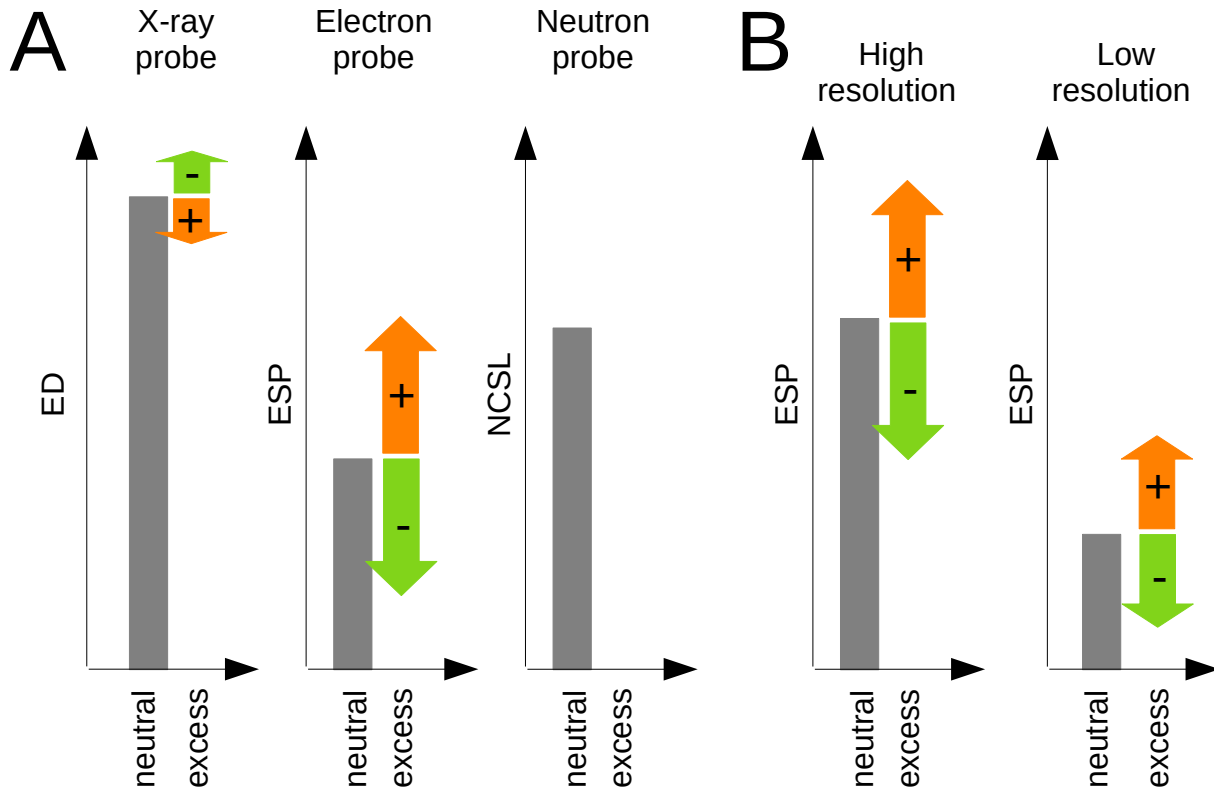 A
X-ray
probe
Electron
probe
Neutron
probe
ED
-
+
neutral
excess
ESP
+
-
neutral
excess
NCSL
neutral
excess
B
High
resolution
Low
resolution
ESP
+
-
neutral
excess
ESP
+
-
neutral
excess